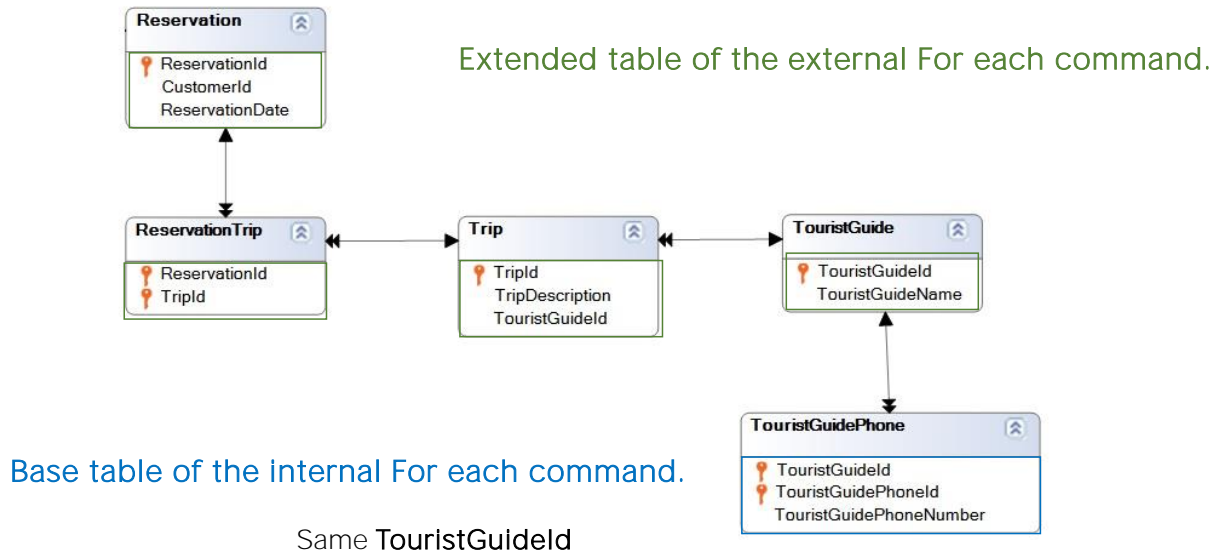 Reservation
Extended table of the external For each command.
ReservationId
CustomerId
ReservationDate
ReservationTrip
ReservationId
TripId
Trip
TripId
TripDescription
TouristGuideId
TouristGuide
TouristGuideId
TouristGuideName
TouristGuidePhone
TouristGuideId
TouristGuidePhoneId
TouristGuidePhoneNumber
Base table of the internal For each command.
Same TouristGuideId